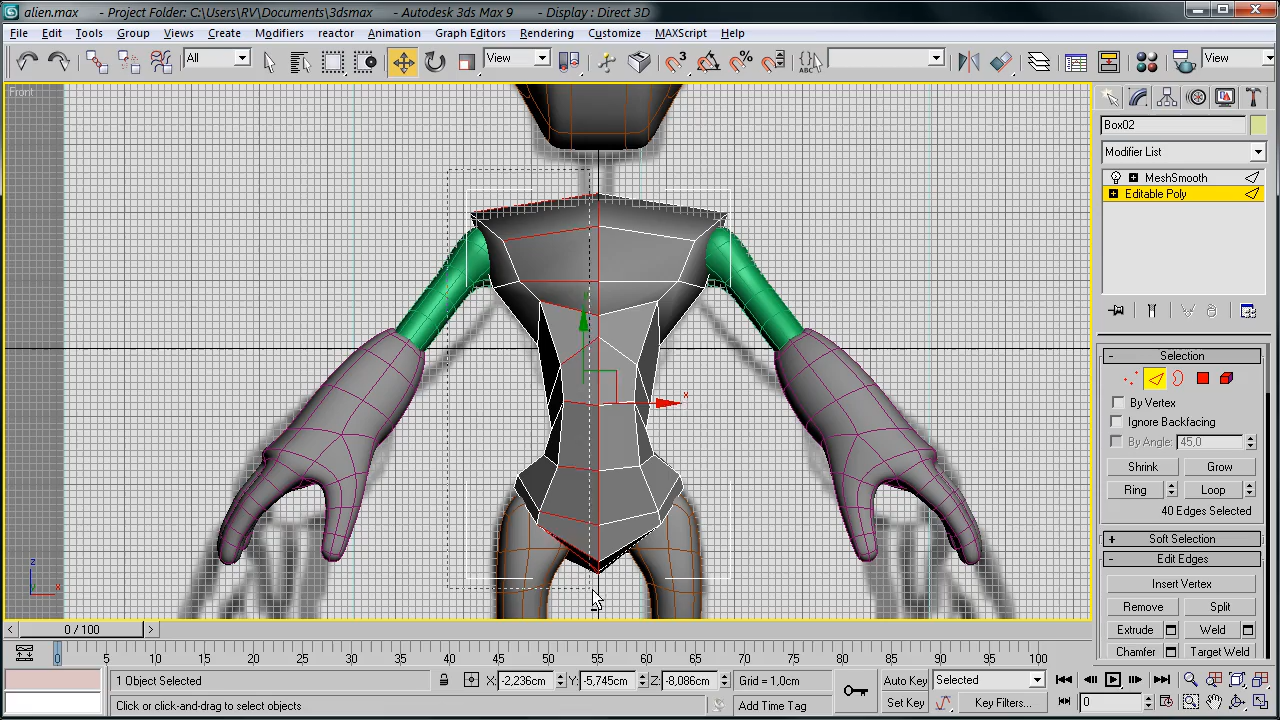 alien.max - Project Folder: C:\Users\RV\Documents\3dsmax - Autodesk 3ds Max 9 - Display : Direct 3D
File Edit Tools Group Views Create Modifiers reactor Animation Graph Editors Rendering Customize MAXScript Help
All View View
Front
Box02
Modifier List
MeshSmooth
Editable Poly
x
z
x
- Selection
By Vertex
Ignore Backfacing
By Angle: 45,0
Shrink Grow
Ring Loop
40 Edges Selected
+ Soft Selection
- Edit Edges
Insert Vertex
Remove Split
Extrude Weld
Chamfer Target Weld
< 0 / 100 >
0 5 10 15 20 25 30 35 40 45 50 55 60 65 70 75 80 85 90 95 100
1 Object Selected X: -2,236cm Y: -5,745cm Z: -8,086cm Grid = 1,0cm Auto Key Selected
Click or click-and-drag to select objects Add Time Tag Set Key Key Filters... 0